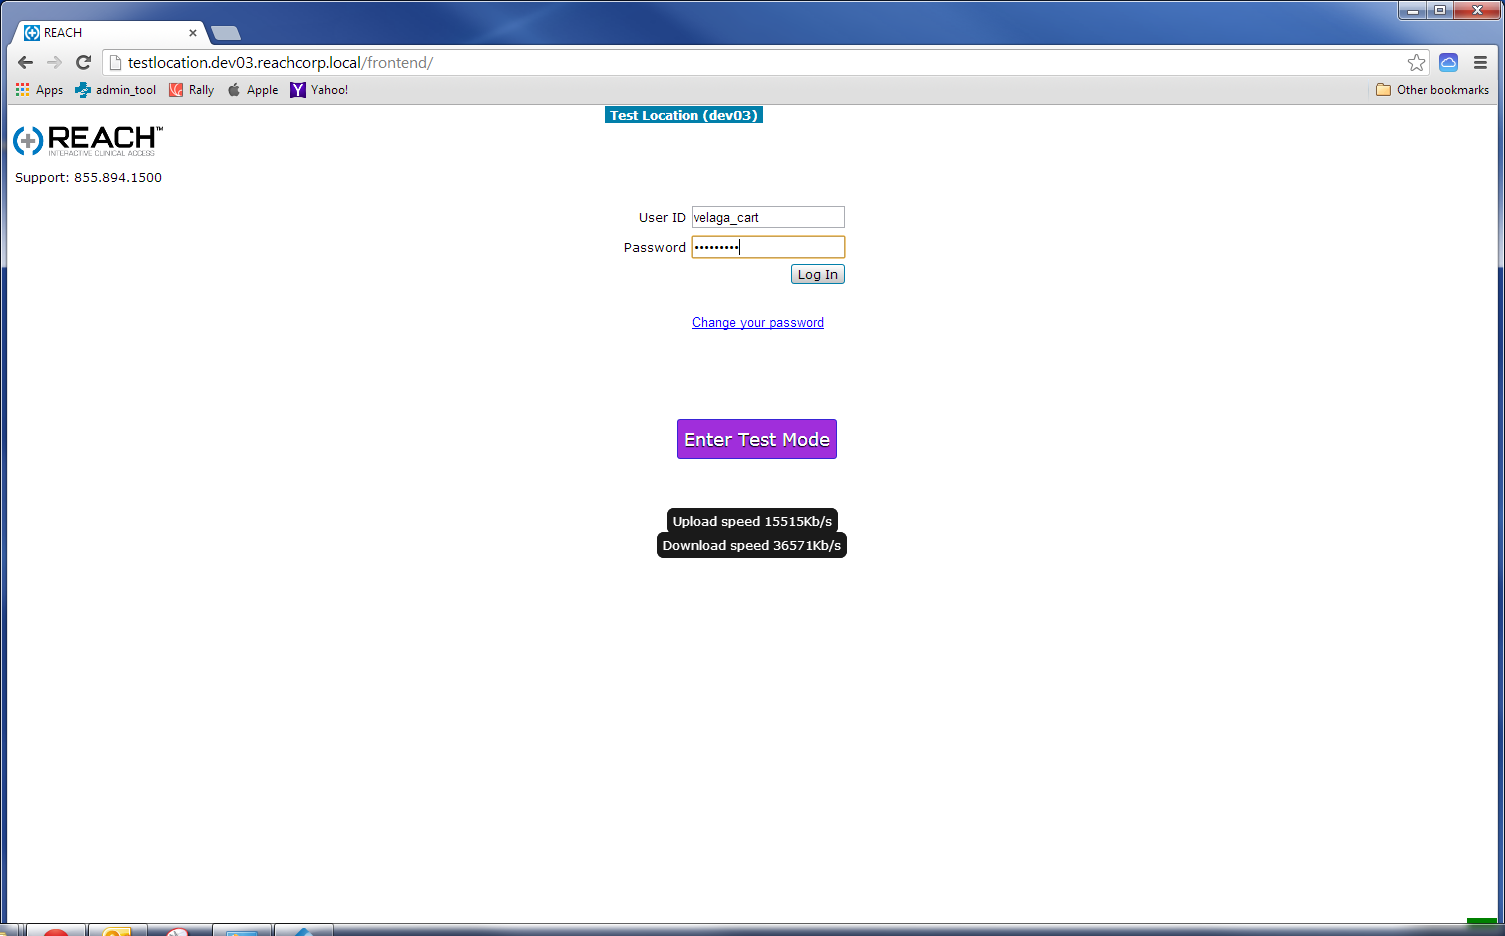 REACH
testlocation.dev03.reachcorp.local/frontend/
Apps admin_tool Rally Apple Yahoo! Other bookmarks
Test Location (dev03)
REACH™
INTERACTIVE CLINICAL ACCESS
Support: 855.894.1500
User ID velaga_cart
Password •••••••••
Log In
Change your password
Enter Test Mode
Upload speed 15515Kb/s
Download speed 36571Kb/s